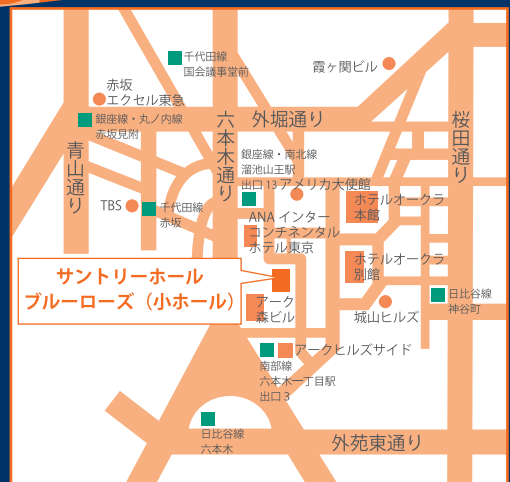 千代田線
国会議事堂前
霞ヶ関ビル
赤坂
エクセル東急
銀座線・丸ノ内線
赤坂見附
青山通り
六本木通り
外堀通り
桜田通り
銀座線・南北線
溜池山王駅
出口 13
アメリカ大使館
TBS
千代田線
赤坂
ANA インター
コンチネンタル
ホテル東京
ホテルオークラ
本館
ホテルオークラ
別館
サントリーホール
ブルーローズ（小ホール）
アーク
森ビル
城山ヒルズ
日比谷線
神谷町
アークヒルズサイド
南部線
六本木一丁目駅
出口 3
日比谷線
六本木
外苑東通り